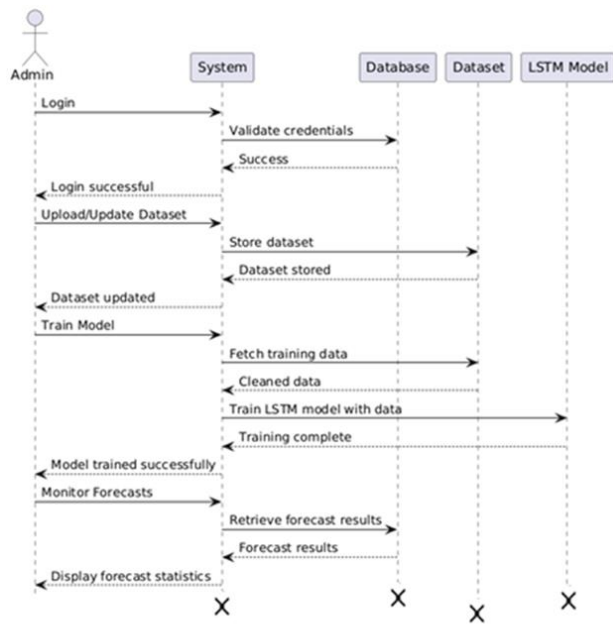 Admin
System
Database
Dataset
LSTM Model
Login
Validate credentials
Success
Login successful
Upload/Update Dataset
Store dataset
Dataset stored
Dataset updated
Train Model
Fetch training data
Cleaned data
Train LSTM model with data
Training complete
Model trained successfully
Monitor Forecasts
Retrieve forecast results
Forecast results
Display forecast statistics